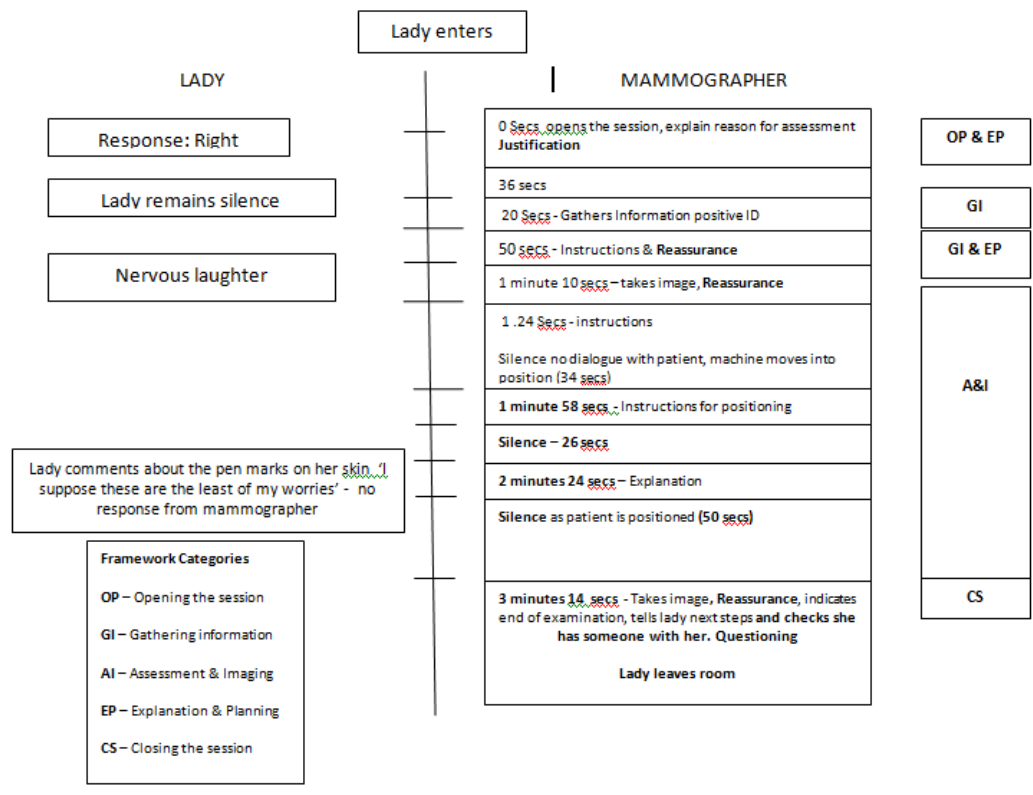 Lady enters
LADY
MAMMOGRAPHER
Response: Right
0 Secs opens the session, explain reason for assessment
Justification
OP & EP
36 secs
Lady remains silence
GI
20 Secs - Gathers Information positive ID
50 secs - Instructions & Reassurance
GI & EP
Nervous laughter
1 minute 10 secs – takes image, Reassurance
1 .24 Secs - instructions
Silence no dialogue with patient, machine moves into
position (34 secs)
A&I
1 minute 58 secs - Instructions for positioning
Silence – 26 secs
Lady comments about the pen marks on her skin 'I
suppose these are the least of my worries' - no
response from mammographer
2 minutes 24 secs – Explanation
Silence as patient is positioned (50 secs)
Framework Categories
OP – Opening the session
GI – Gathering information
AI – Assessment & Imaging
EP – Explanation & Planning
CS – Closing the session
3 minutes 14 secs - Takes image, Reassurance, indicates
end of examination, tells lady next steps and checks she
has someone with her. Questioning
Lady leaves room
CS